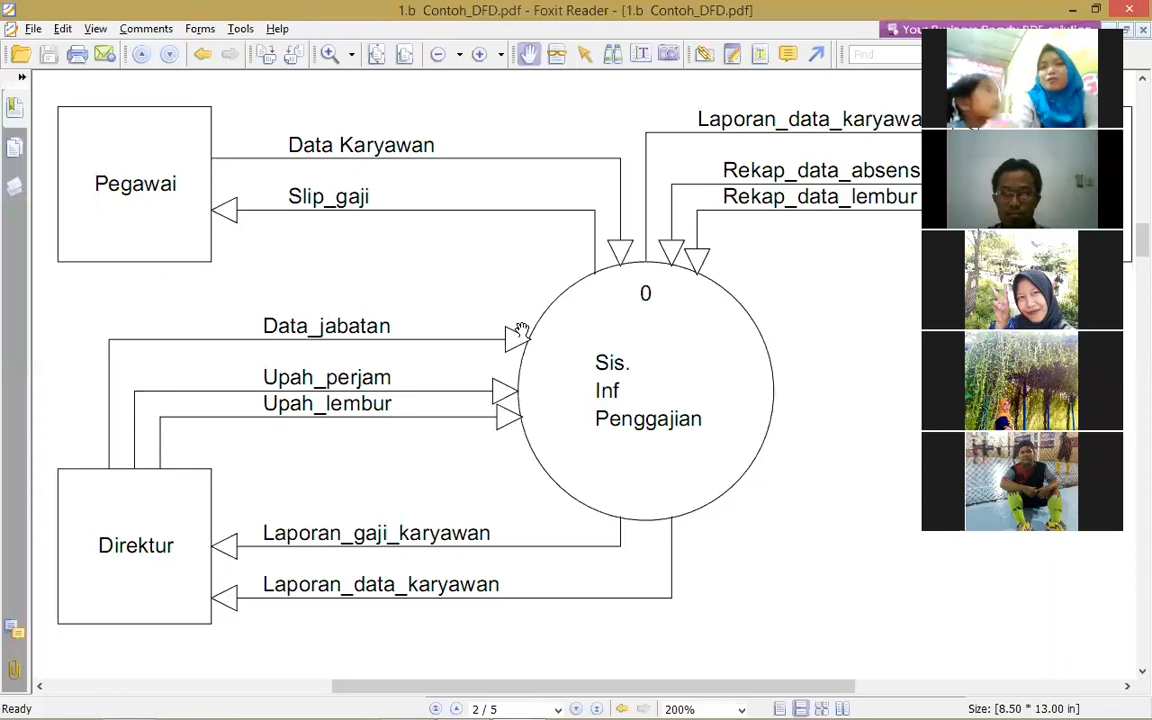 1.b Contoh_DFD.pdf - Foxit Reader - [1.b Contoh_DFD.pdf]
File Edit View Comments Forms Tools Help
Find
Data Karyawan
Pegawai
Slip_gaji
Laporan_data_karyawa
Rekap_data_absens
Rekap_data_lembur
0
Sis.
Inf
Penggajian
Data_jabatan
Upah_perjam
Upah_lembur
Direktur
Laporan_gaji_karyawan
Laporan_data_karyawan
Ready
2 / 5
200%
Size: [8.50 * 13.00 in]